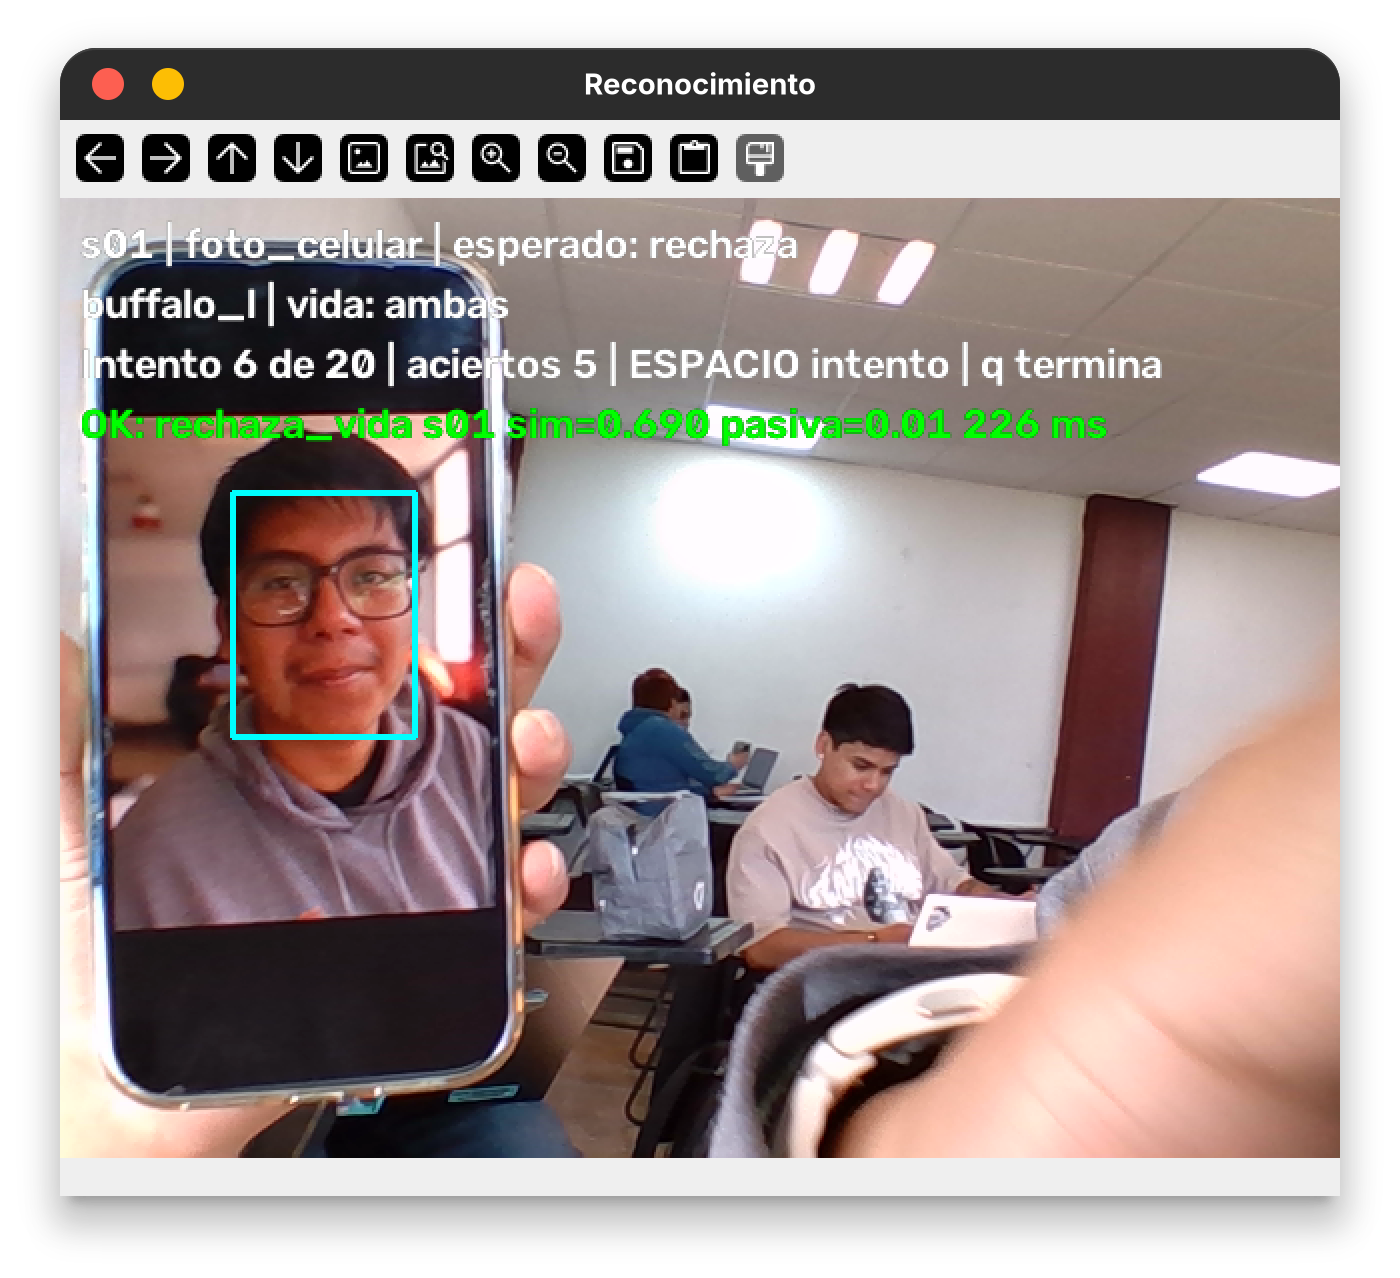 Reconocimiento
s01 | foto_celular | esperado: rechaza
buffalo_l | vida: ambas
Intento 6 de 20 | aciertos 5 | ESPACIO intento | q termina
OK: rechaza_vida s01 sim=0.690 pasiva=0.01 226 ms